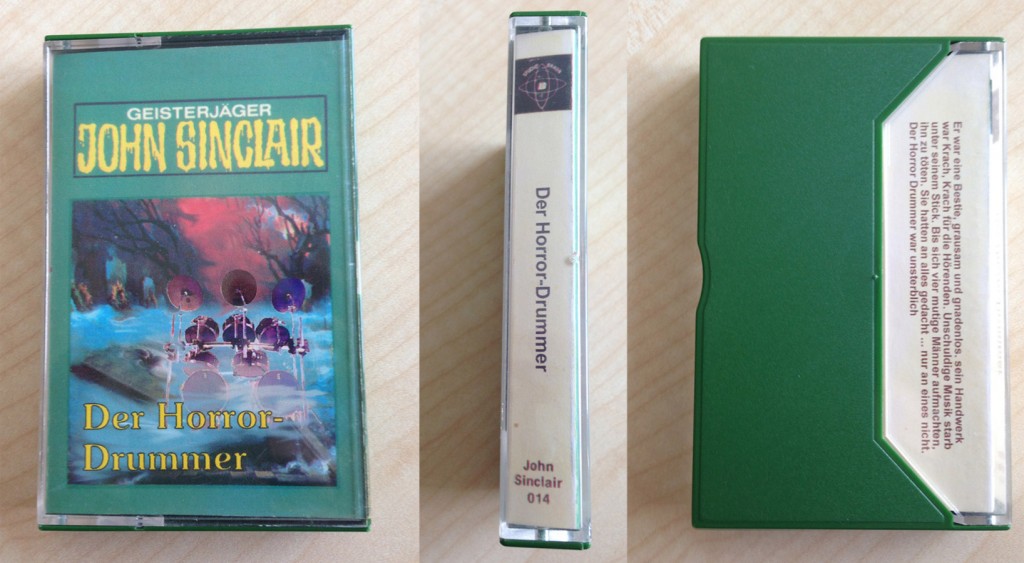 GEISTERJÄGER
JOHN SINCLAIR
Der Horror-
Drummer
Der Horror-Drummer
John
Sinclair
014
Er war eine Bestie, grausam und gnadenlos. sein Handwerk
war Krach, Krach für die Hörenden. Unschuldige Musik starb
unter seinem Stick. Bis sich vier mutige Männer aufmachten,
ihn zu töten. Sie hatten an alles gedacht ... nur an eines nicht.
Der Horror Drummer war unsterblich